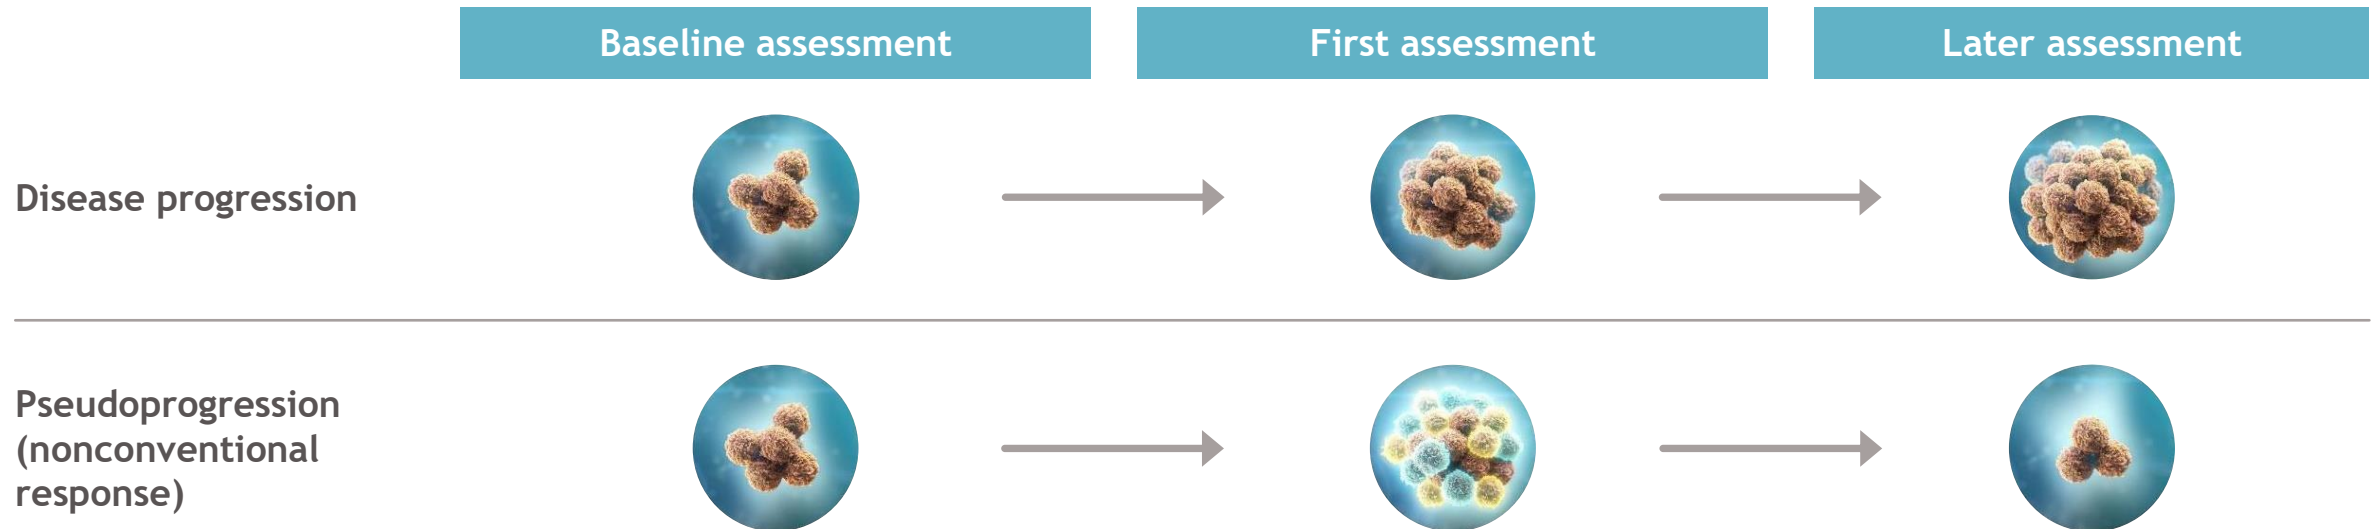 Baseline assessment
First assessment
Later assessment
Disease progression
Pseudoprogression
(nonconventional
response)